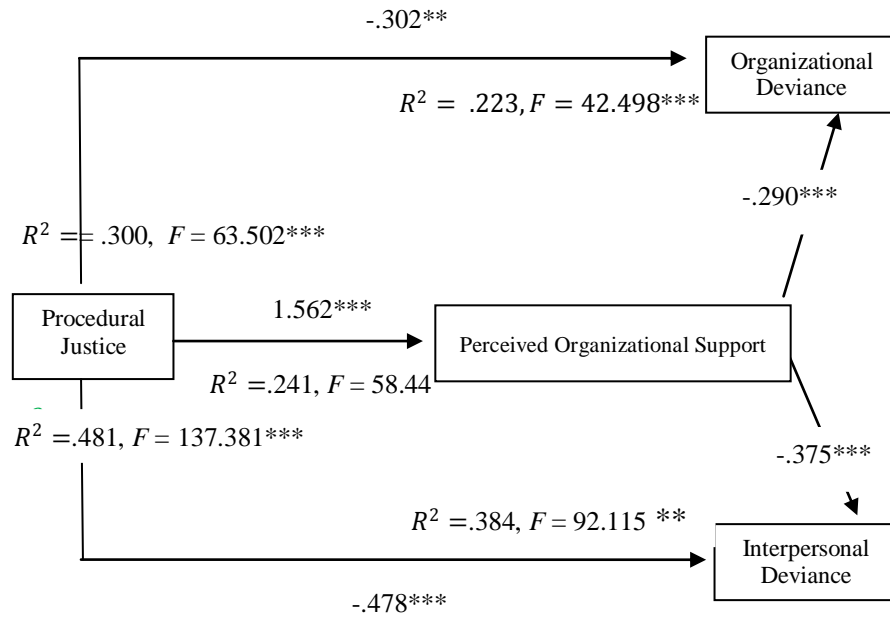 -.302**
Organizational
Deviance
R² = .223, F = 42.498***
-.290***
R² == .300, F = 63.502***
Procedural
Justice
1.562***
Perceived Organizational Support
R² =.241, F = 58.44
R² =.481, F = 137.381***
-.375***
R² =.384, F = 92.115 **
Interpersonal
Deviance
-.478***